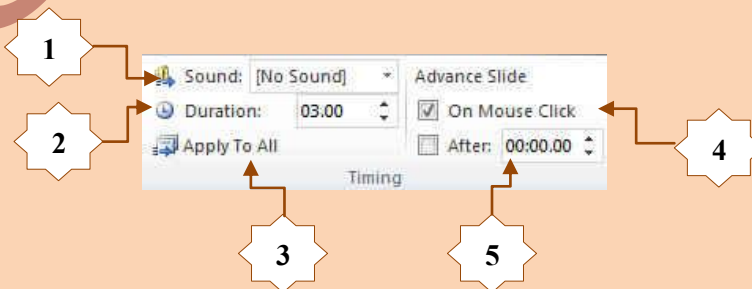 1
Sound: [No Sound] Advance Slide
2 Duration: 03.00 On Mouse Click 4
Apply To All After: 00:00.00
Timing
3 5